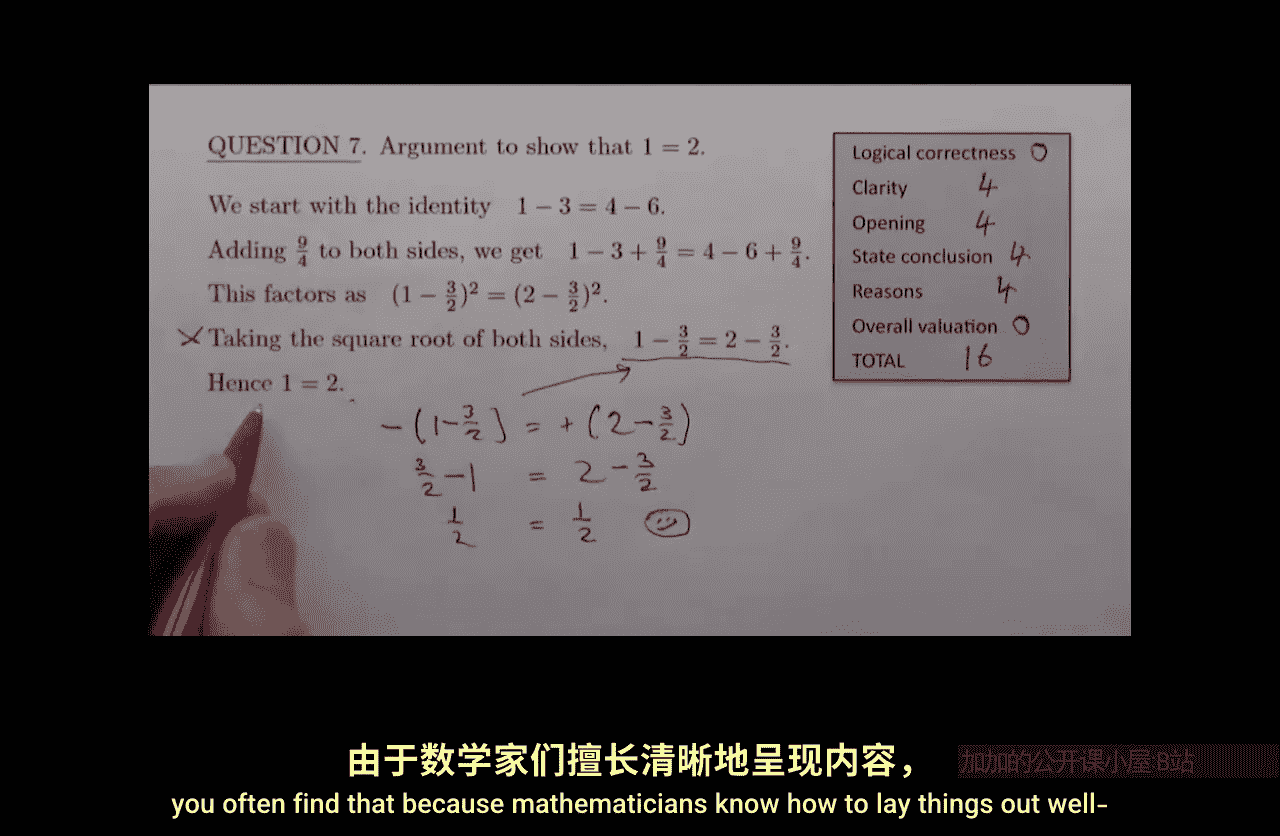 QUESTION 7. Argument to show that 1 = 2.
We start with the identity 1 − 3 = 4 − 6.
Adding 9/4 to both sides, we get 1 − 3 + 9/4 = 4 − 6 + 9/4.
This factors as (1 − 3/2)² = (2 − 3/2)².
Taking the square root of both sides, 1 − 3/2 = 2 − 3/2.
Hence 1 = 2.
−(1−3/2) = +(2−3/2)
3/2−1 = 2−3/2
1/2 = 1/2
Logical correctness 0
Clarity 4
Opening 4
State conclusion 4
Reasons 4
Overall valuation 0
TOTAL 16
由于数学家们擅长清晰地呈现内容，
加加的公开课小屋 B站
you often find that because mathematicians know how to lay things out well-